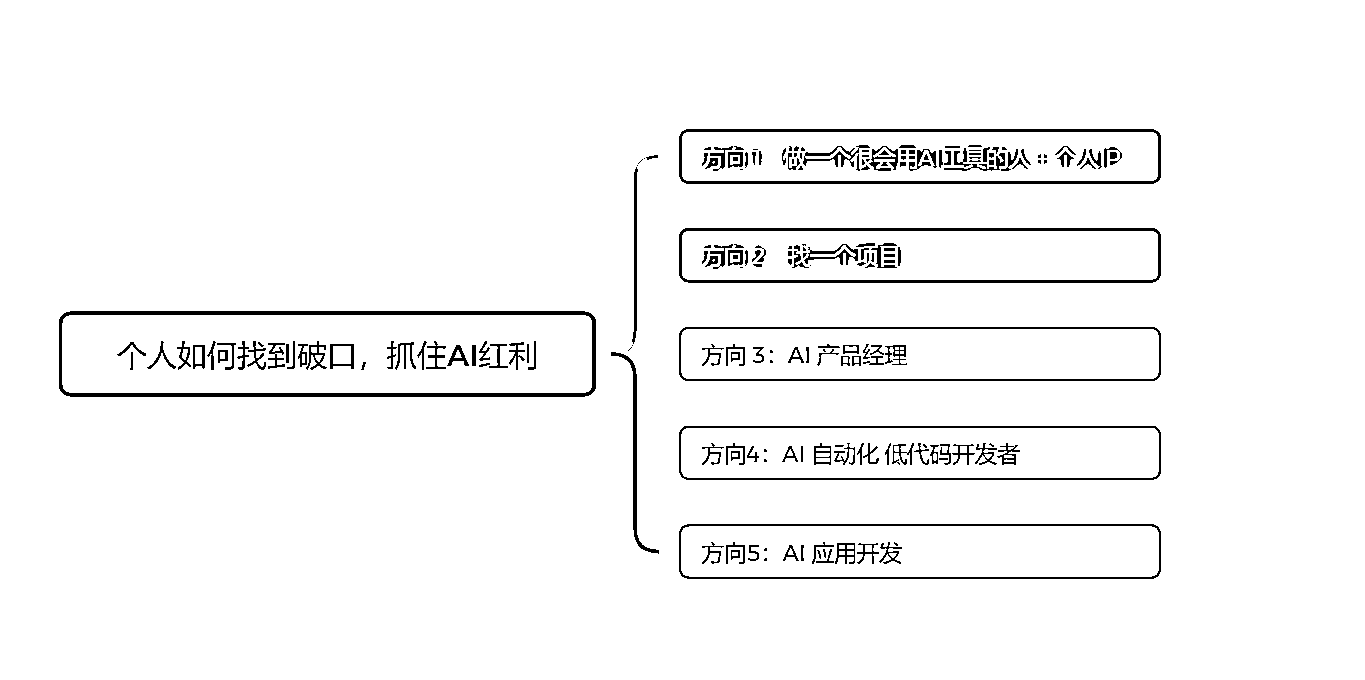 个人如何找到破口，抓住AI红利
方向1 做一个很会用AI工具的人 + 个人IP
方向2 找一个项目
方向 3：AI 产品经理
方向4：AI 自动化 低代码开发者
方向5：AI 应用开发